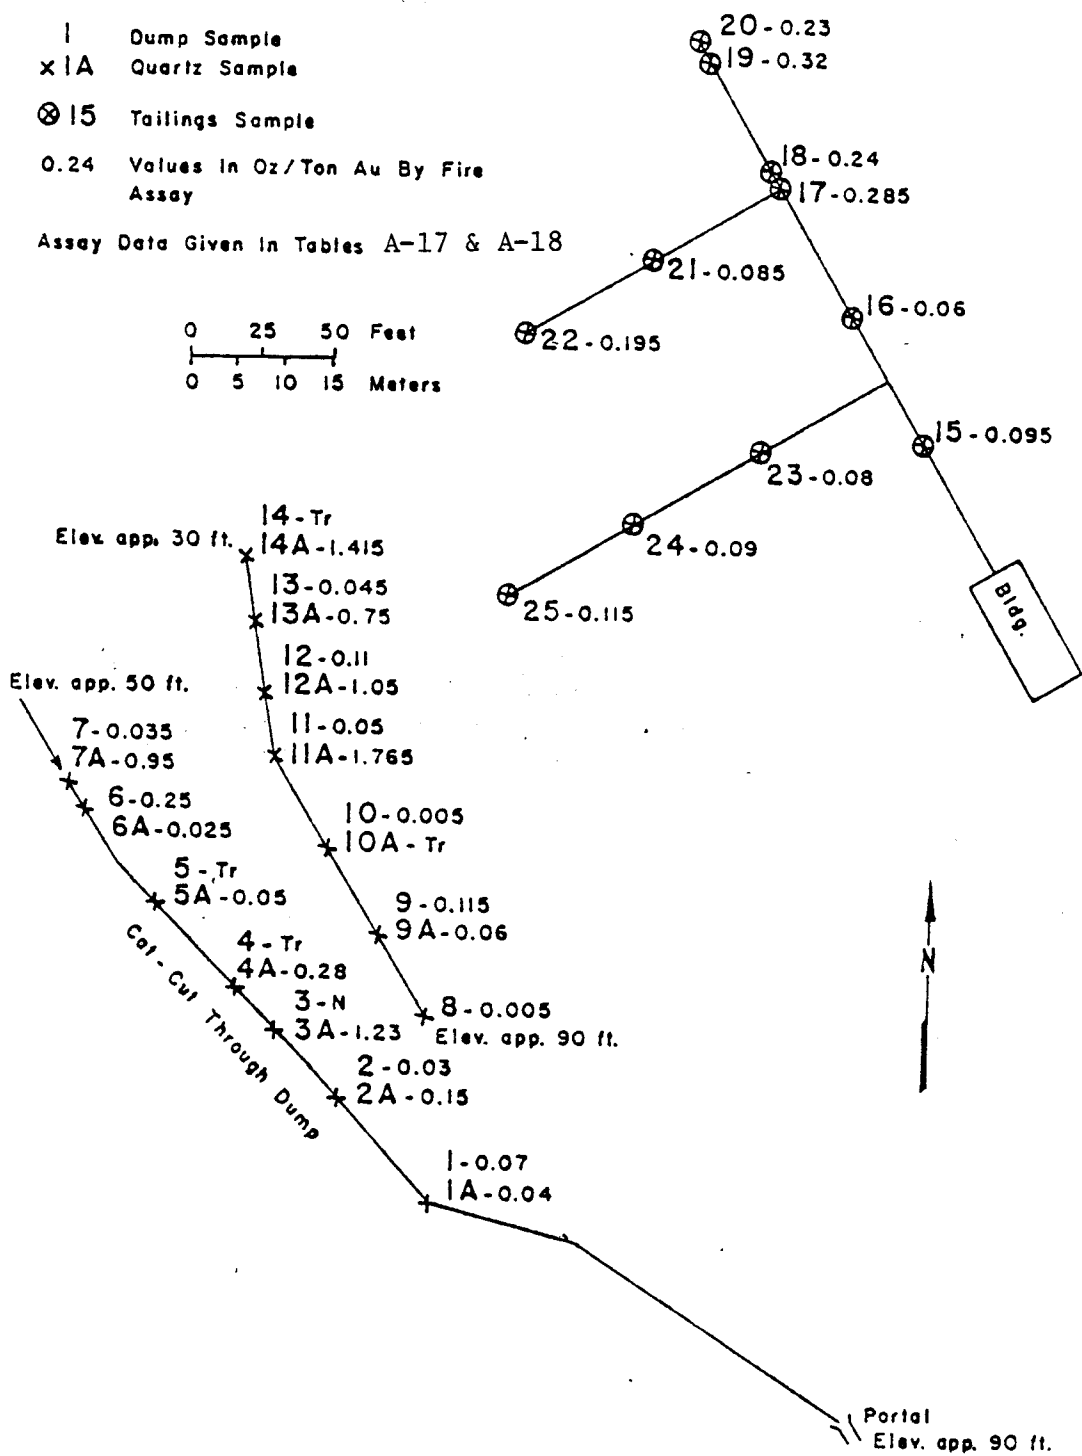 1 Dump Sample
x 1A Quartz Sample
15 Tailings Sample
0.24 Values In Oz/Ton Au By Fire
Assay
Assay Data Given In Tables A-17 & A-18
0 25 50 Feet
0 5 10 15 Meters
20-0.23
19-0.32
18-0.24
17-0.285
21-0.085
22-0.195
16-0.06
15-0.095
23-0.08
24-0.09
25-0.115
Bldg.
Elev. app. 30 ft.
14-Tr
14A-1.415
13-0.045
13A-0.75
12-0.11
12A-1.05
11-0.05
11A-1.765
10-0.005
10A-Tr
9-0.115
9A-0.06
8-0.005
Elev. app. 90 ft.
Elev. app. 50 ft.
7-0.035
7A-0.95
6-0.25
6A-0.025
5-Tr
5A-0.05
4-Tr
4A-0.28
3-N
3A-1.23
2-0.03
2A-0.15
1-0.07
1A-0.04
Cat-Cut Through Dump
N
Portal
Elev. app. 90 ft.